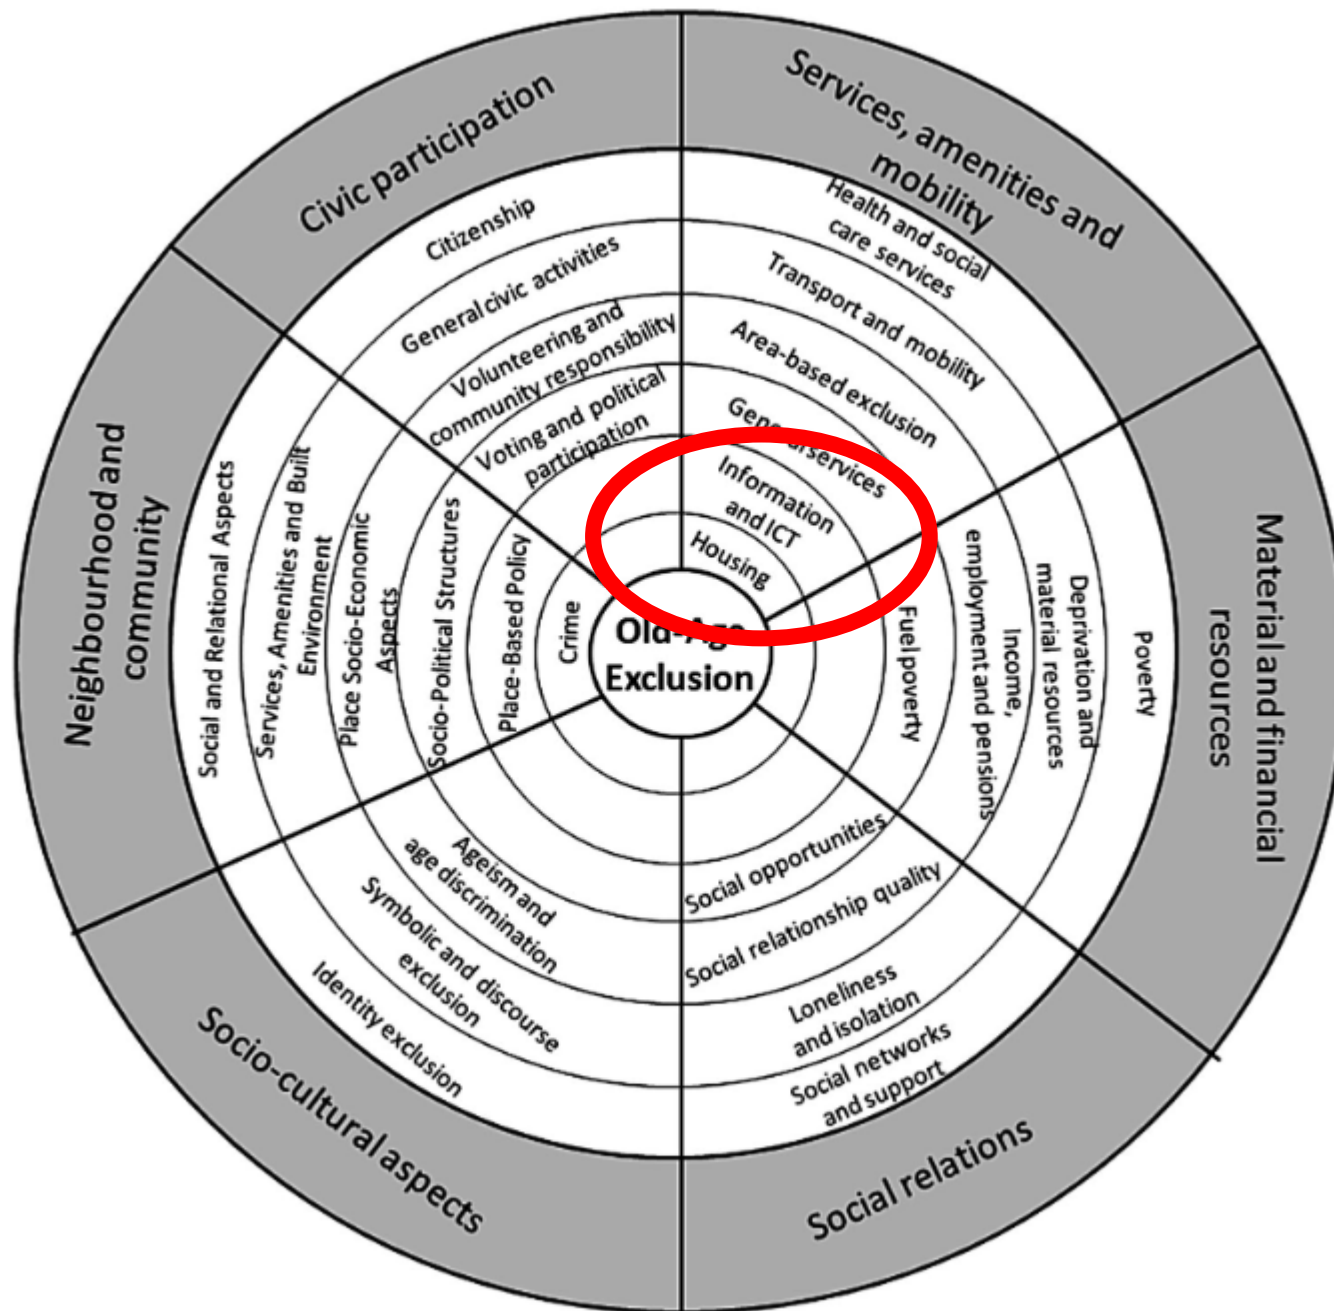 Civic participation
Citizenship
General civic activities
Volunteering and
community responsibility
Voting and political
participation
Services, amenities and
mobility
Health and social
care services
Transport and mobility
Area-based exclusion
General services
Information
and ICT
Housing
Material and financial
resources
Poverty
Deprivation and
material resources
Income,
employment and pensions
Fuel poverty
Social relations
Social networks
and support
Loneliness
and isolation
Social relationship quality
Social opportunities
Socio-cultural aspects
Identity exclusion
Symbolic and discourse
exclusion
Ageism and
age discrimination
Neighbourhood and
community
Social and Relational Aspects
Services, Amenities and Built
Environment
Place Socio-Economic
Aspects
Socio-Political Structures
Place-Based Policy
Crime
Old-Age
Exclusion